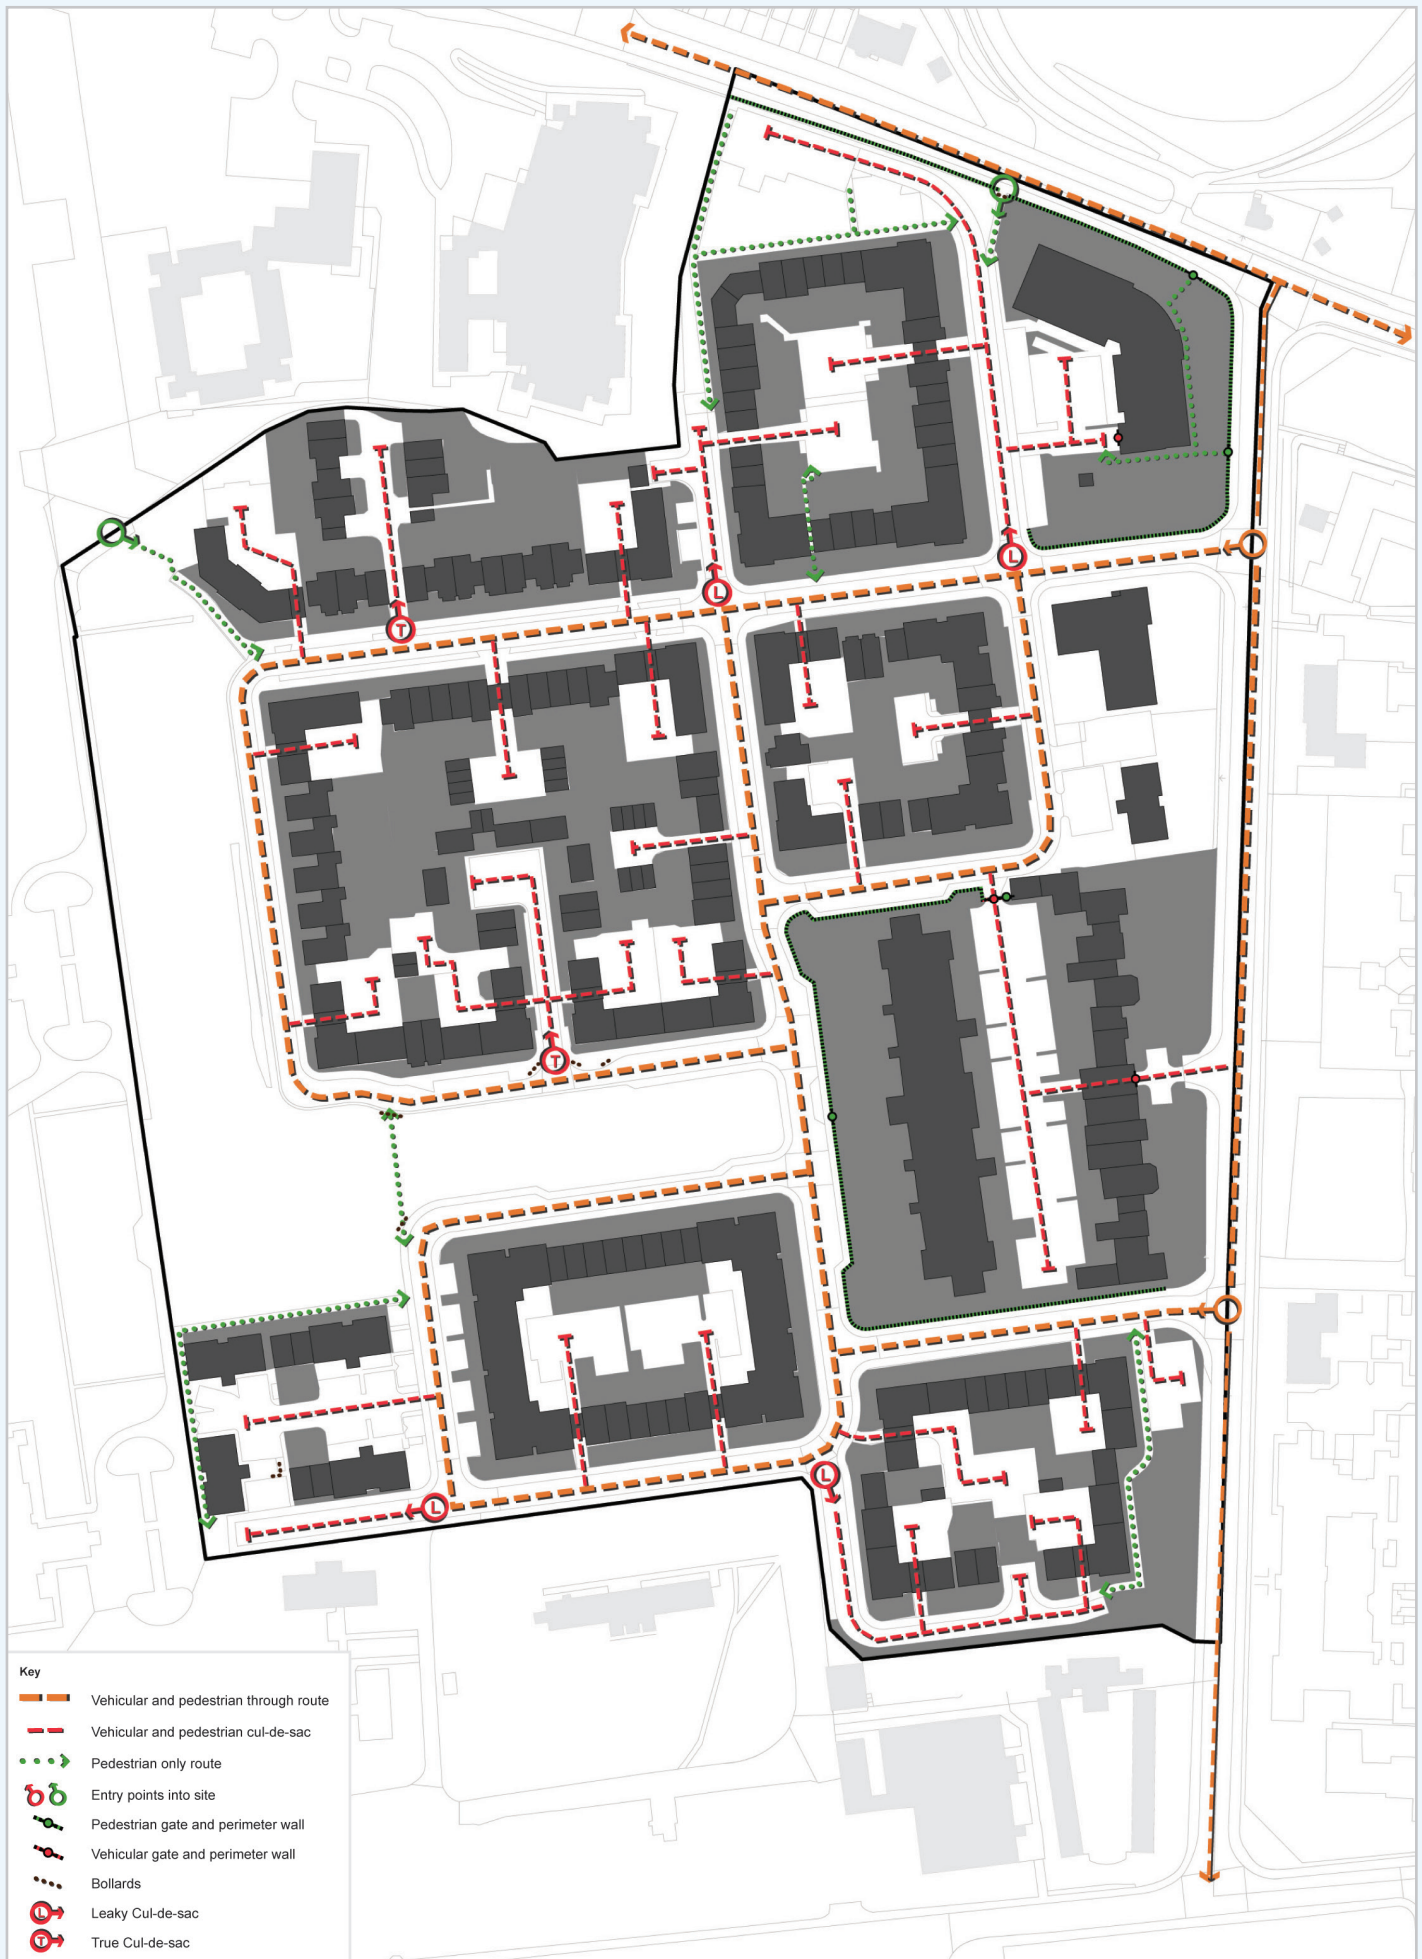 L
T
L
L
T
L
L
Key
Vehicular and pedestrian through route
Vehicular and pedestrian cul-de-sac
Pedestrian only route
Entry points into site
Pedestrian gate and perimeter wall
Vehicular gate and perimeter wall
Bollards
L Leaky Cul-de-sac
T True Cul-de-sac